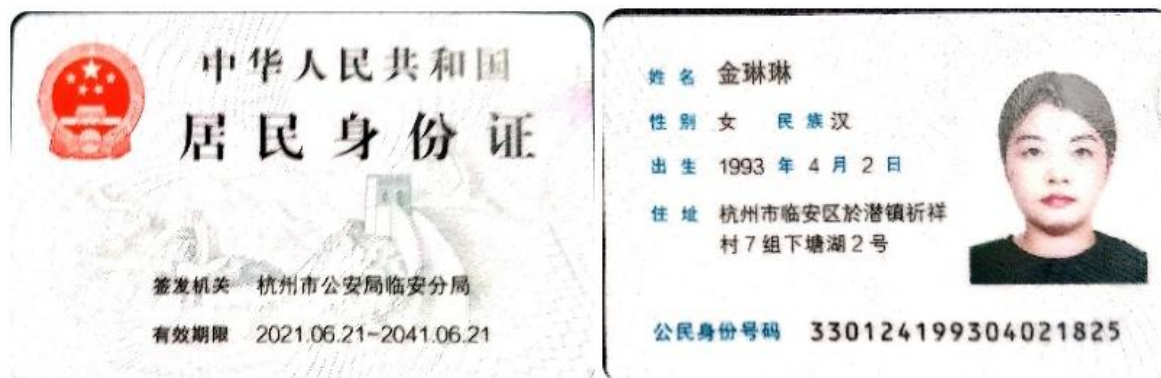 中华人民共和国
居民身份证
签发机关 杭州市公安局临安分局
有效期限 2021.06.21-2041.06.21
姓名 金琳琳
性别 女 民族 汉
出生 1993 年 4 月 2 日
住址 杭州市临安区於潜镇祈祥
村7组下塘湖2号
公民身份号码 330124199304021825